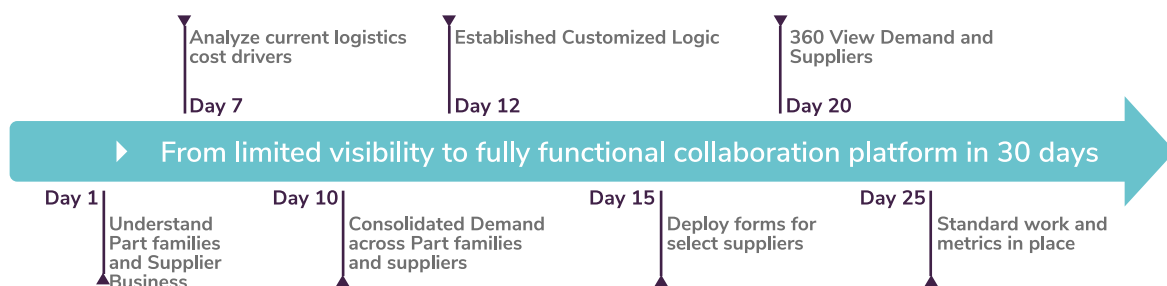 Analyze current logistics
cost drivers
Day 7
Established Customized Logic
Day 12
360 View Demand and
Suppliers
Day 20
From limited visibility to fully functional collaboration platform in 30 days
Day 1
Understand
Part families
and Supplier
Business
Day 10
Consolidated Demand
across Part families
and suppliers
Day 15
Deploy forms for
select suppliers
Day 25
Standard work and
metrics in place